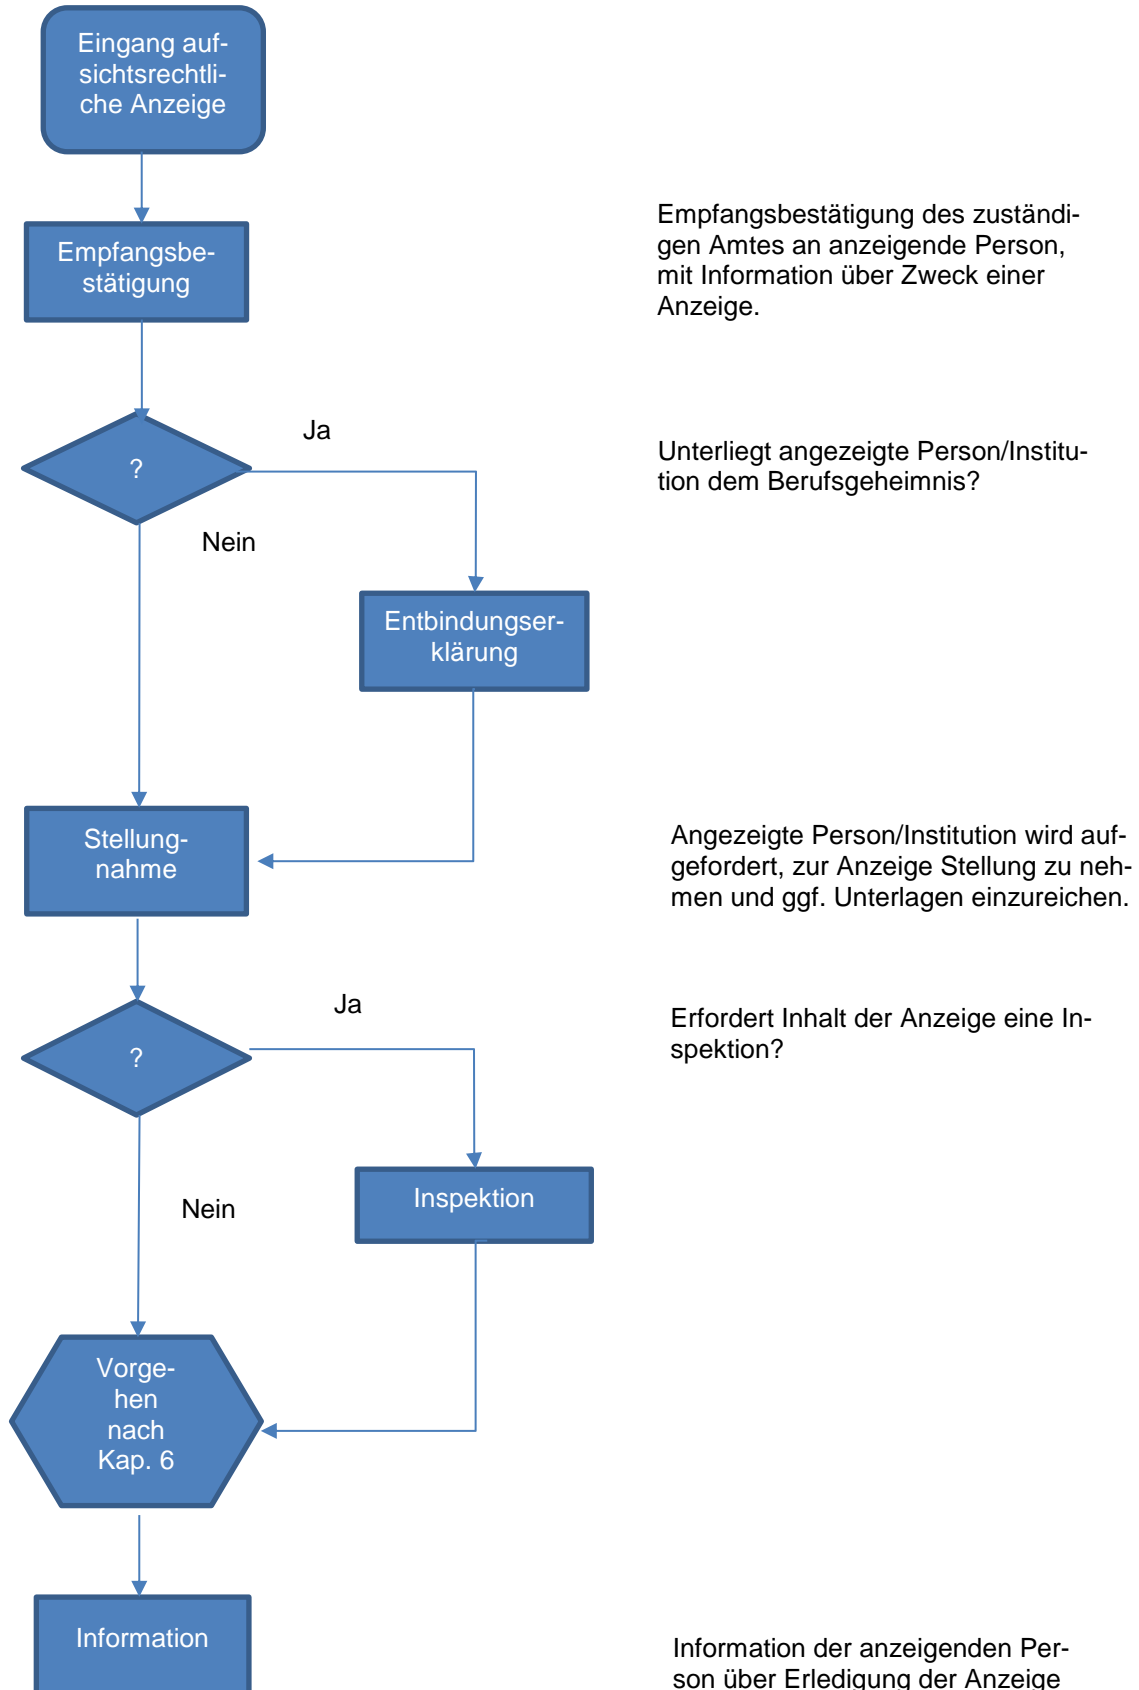 Eingang auf-
sichtsrechtli-
che Anzeige
Empfangsbe-
stätigung
Empfangsbestätigung des zuständi-
gen Amtes an anzeigende Person,
mit Information über Zweck einer
Anzeige.
?
Ja
Unterliegt angezeigte Person/Institu-
tion dem Berufsgeheimnis?
Nein
Entbindungser-
klärung
Stellung-
nahme
Angezeigte Person/Institution wird auf-
gefordert, zur Anzeige Stellung zu neh-
men und ggf. Unterlagen einzureichen.
?
Ja
Erfordert Inhalt der Anzeige eine In-
spektion?
Nein
Inspektion
Vorge-
hen
nach
Kap. 6
Information
Information der anzeigenden Per-
son über Erledigung der Anzeige